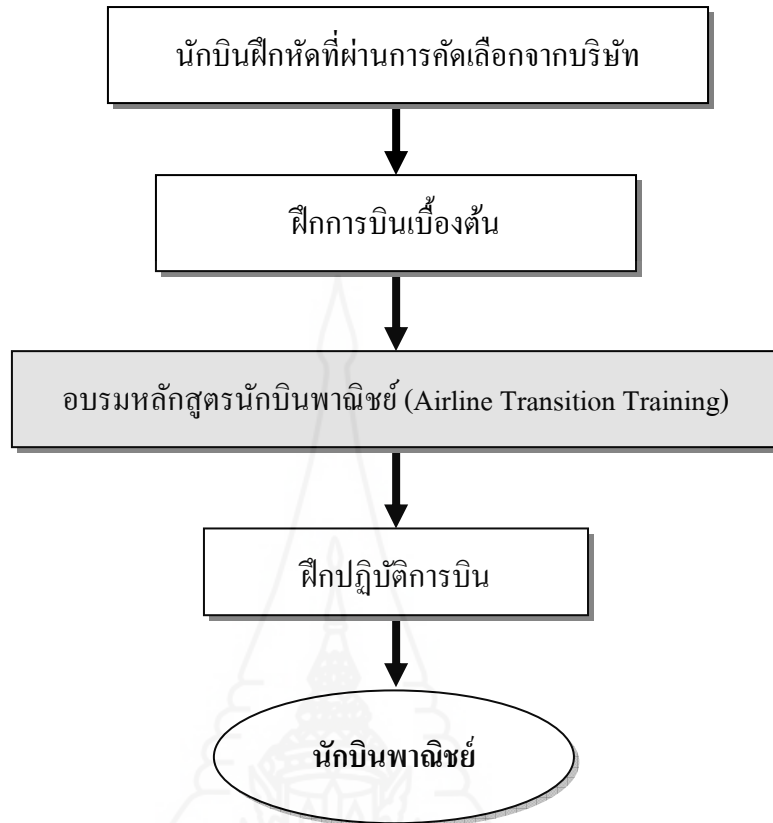 นักบินฝึกหัดที่ผ่านการคัดเลือกจากบริษัท
ฝึกการบินเบื้องต้น
อบรมหลักสูตรนักบินพาณิชย์ (Airline Transition Training)
ฝึกปฏิบัติการบิน
นักบินพาณิชย์